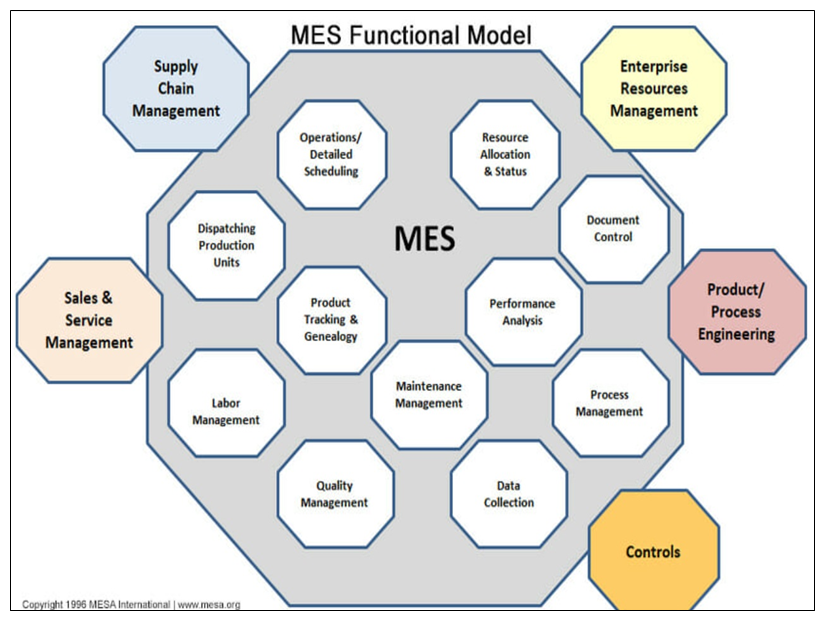 MES Functional Model
Supply
Chain
Management
Enterprise
Resources
Management
Operations/
Detailed
Scheduling
Resource
Allocation
& Status
Dispatching
Production
Units
MES
Document
Control
Sales &
Service
Management
Product
Tracking &
Genealogy
Performance
Analysis
Product/
Process
Engineering
Labor
Management
Maintenance
Management
Process
Management
Quality
Management
Data
Collection
Controls
Copyright 1996 MESA International | www.mesa.org